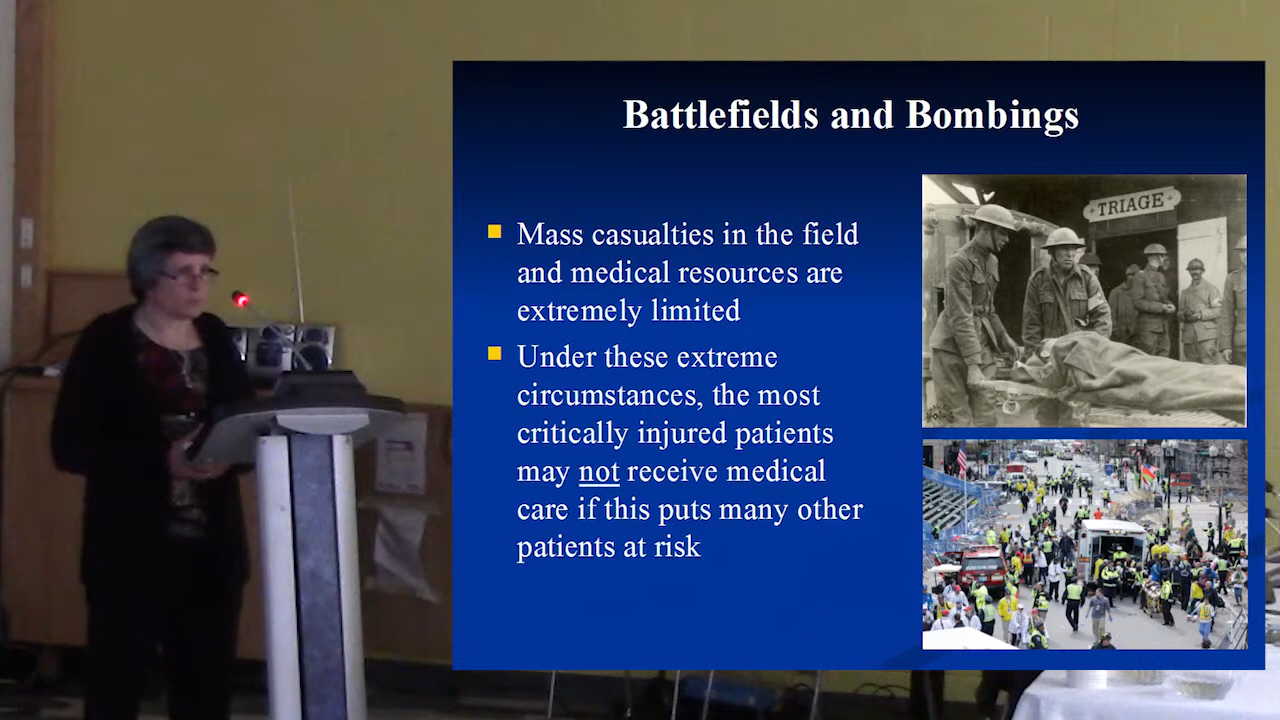 Battlefields and Bombings
Mass casualties in the field
and medical resources are
extremely limited
Under these extreme
circumstances, the most
critically injured patients
may not receive medical
care if this puts many other
patients at risk
TRIAGE